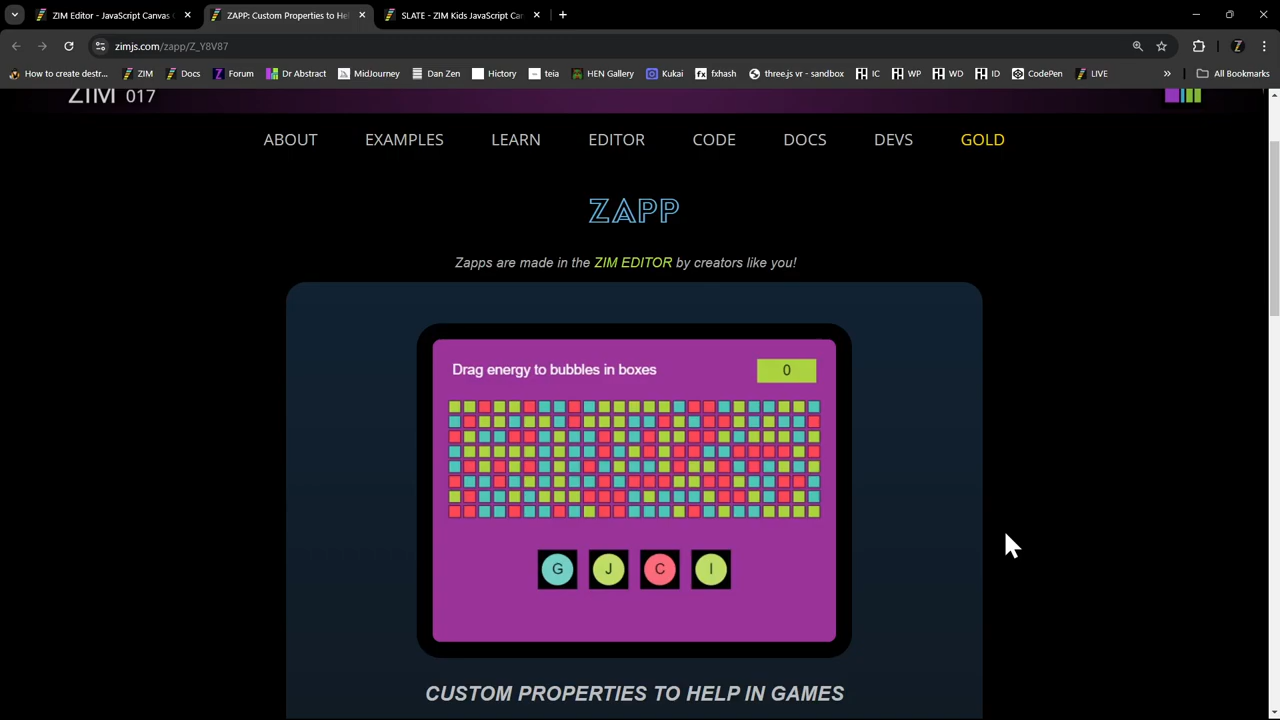 ZIM Editor - JavaScript Canvas
ZAPP: Custom Properties to Hel
SLATE - ZIM Kids JavaScript Can
zimjs.com/zapp/Z_Y8V87
How to create destr...
ZIM
Docs
Forum
Dr Abstract
MidJourney
Dan Zen
Hictory
teia
HEN Gallery
Kukai
fxhash
three.js vr - sandbox
IC
WP
WD
ID
CodePen
LIVE
»
All Bookmarks
ZIM 017
ABOUT
EXAMPLES
LEARN
EDITOR
CODE
DOCS
DEVS
GOLD
ZAPP
Zapps are made in the ZIM EDITOR by creators like you!
Drag energy to bubbles in boxes
0
G J C I
CUSTOM PROPERTIES TO HELP IN GAMES